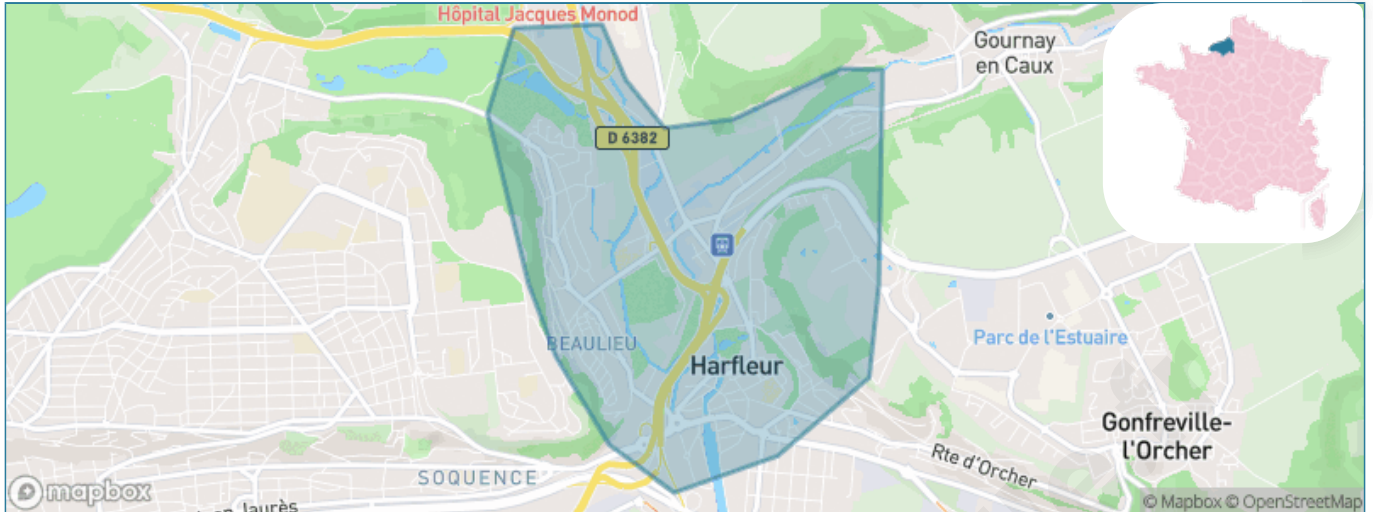 Hôpital Jacques Monod
Gournay
en Caux
D 6382
Parc de l'Estuaire
BEAULIEU
Harfleur
Gonfreville-
l'Orcher
Rte d'Orcher
SOQUENCE
mapbox
Jaurès
© Mapbox © OpenStreetMap